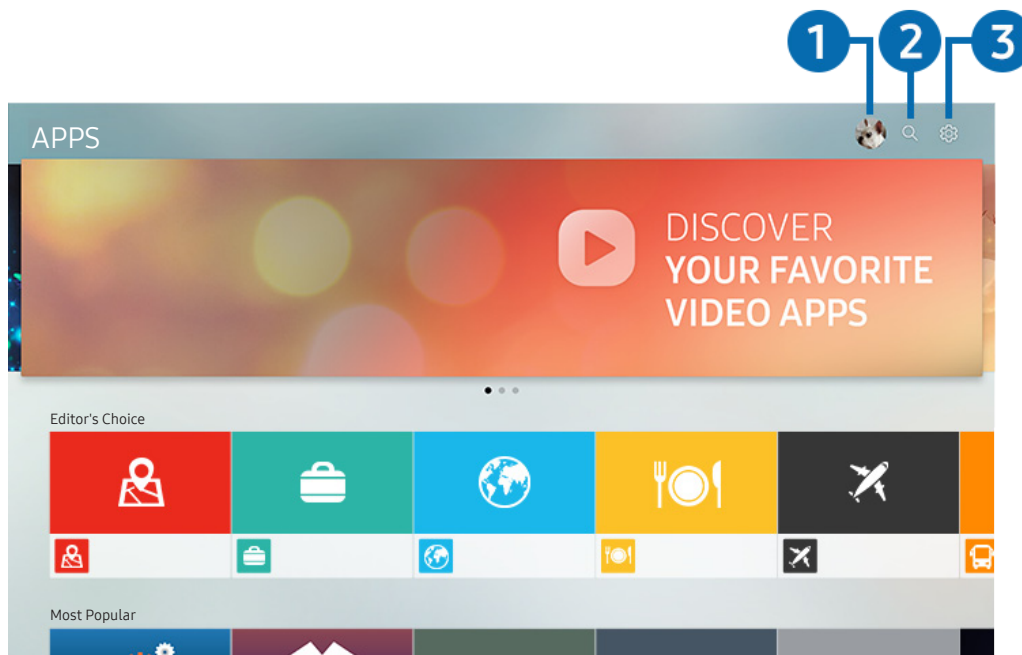 1 2 3
APPS
DISCOVER
YOUR FAVORITE
VIDEO APPS
Editor's Choice
Most Popular